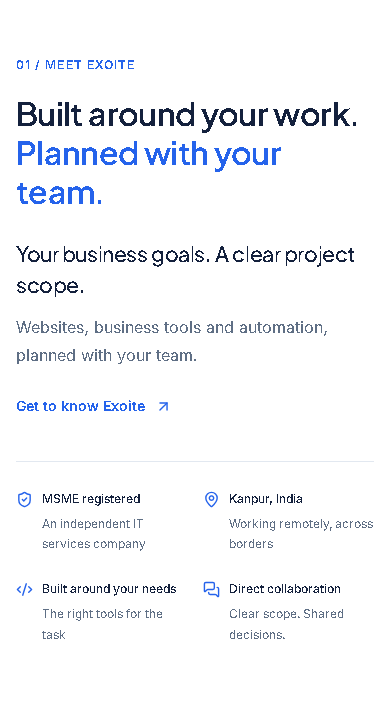 01 / MEET EXOITE
Built around your work.
Planned with your
team.
Your business goals. A clear project
scope.
Websites, business tools and automation,
planned with your team.
Get to know Exoite
MSME registered
An independent IT
services company
Kanpur, India
Working remotely, across
borders
Built around your needs
The right tools for the
task
Direct collaboration
Clear scope. Shared
decisions.